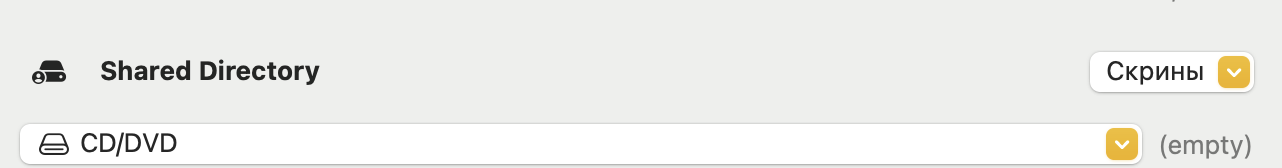 Shared Directory Скрины
CD/DVD (empty)